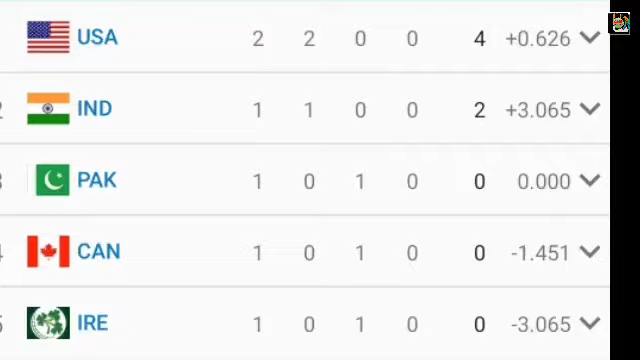 USA 2 2 0 0 4 +0.626
2 IND 1 1 0 0 2 +3.065
3 PAK 1 0 1 0 0 0.000
4 CAN 1 0 1 0 0 -1.451
5 IRE 1 0 1 0 0 -3.065